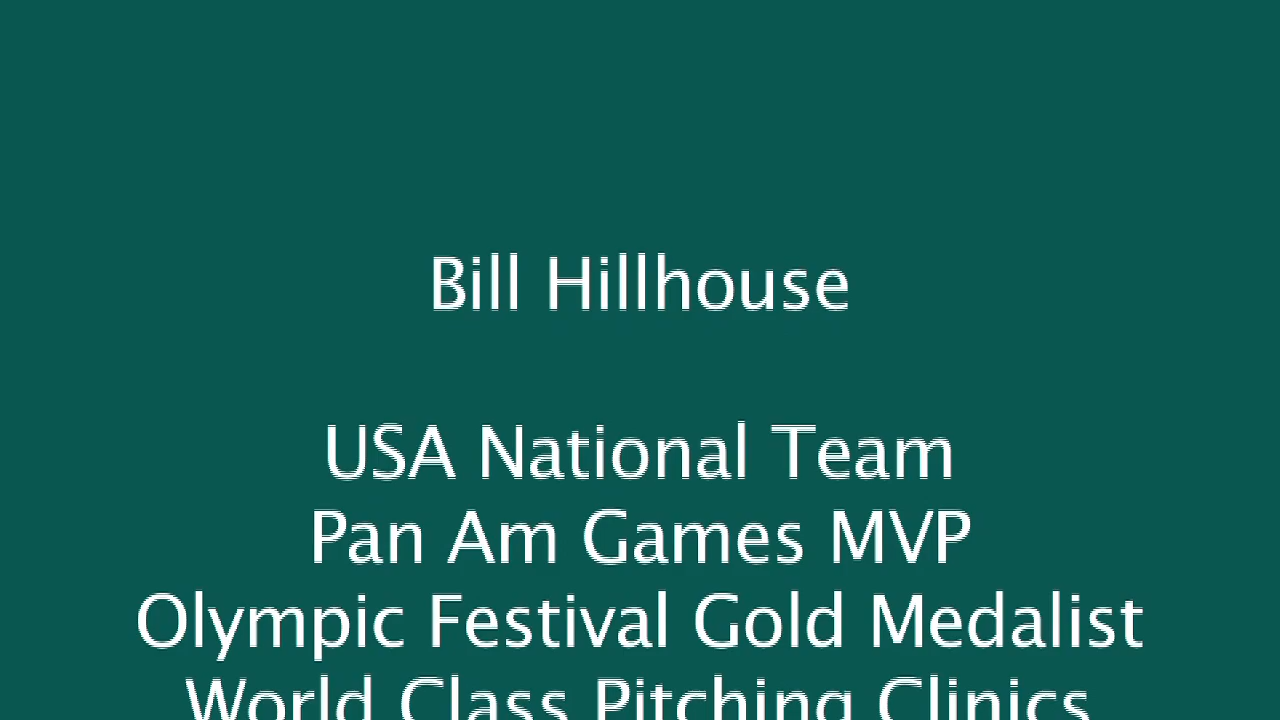 Bill Hillhouse
USA National Team
Pan Am Games MVP
Olympic Festival Gold Medalist
World Class Pitching Clinics